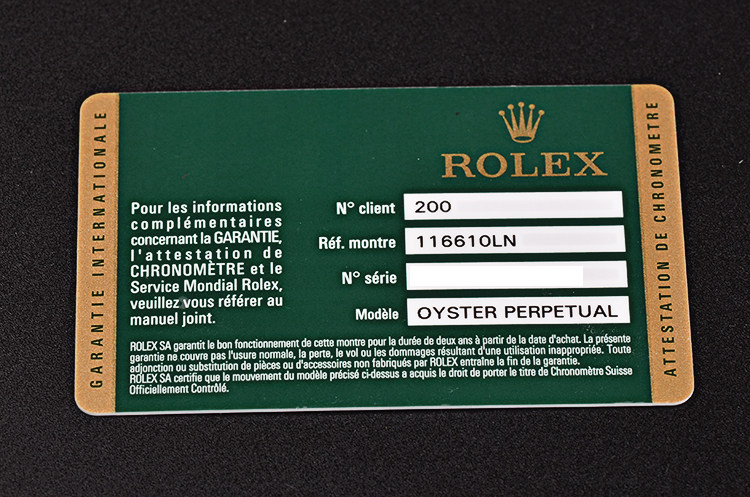 GARANTIE INTERNATIONALE
ROLEX
Pour les informations
complémentaires
concernant la GARANTIE,
l'attestation de
CHRONOMÈTRE et le
Service Mondial Rolex,
veuillez vous référer au
manuel joint.
N° client 200
Réf. montre 116610LN
N° série
Modèle OYSTER PERPETUAL
ROLEX SA garantit le bon fonctionnement de cette montre pour la durée de deux ans à partir de la date d'achat. La présente
garantie ne couvre pas l'usure normale, la perte, le vol ou les dommages résultant d'une utilisation inappropriée. Toute
adjonction ou substitution de pièces ou d'accessoires non fabriqués par ROLEX entraîne la fin de la garantie.
ROLEX SA certifie que le mouvement du modèle précisé ci-dessus a acquis le droit de porter le titre de Chronomètre Suisse
Officiellement Contrôlé.
ATTESTATION DE CHRONOMETRE